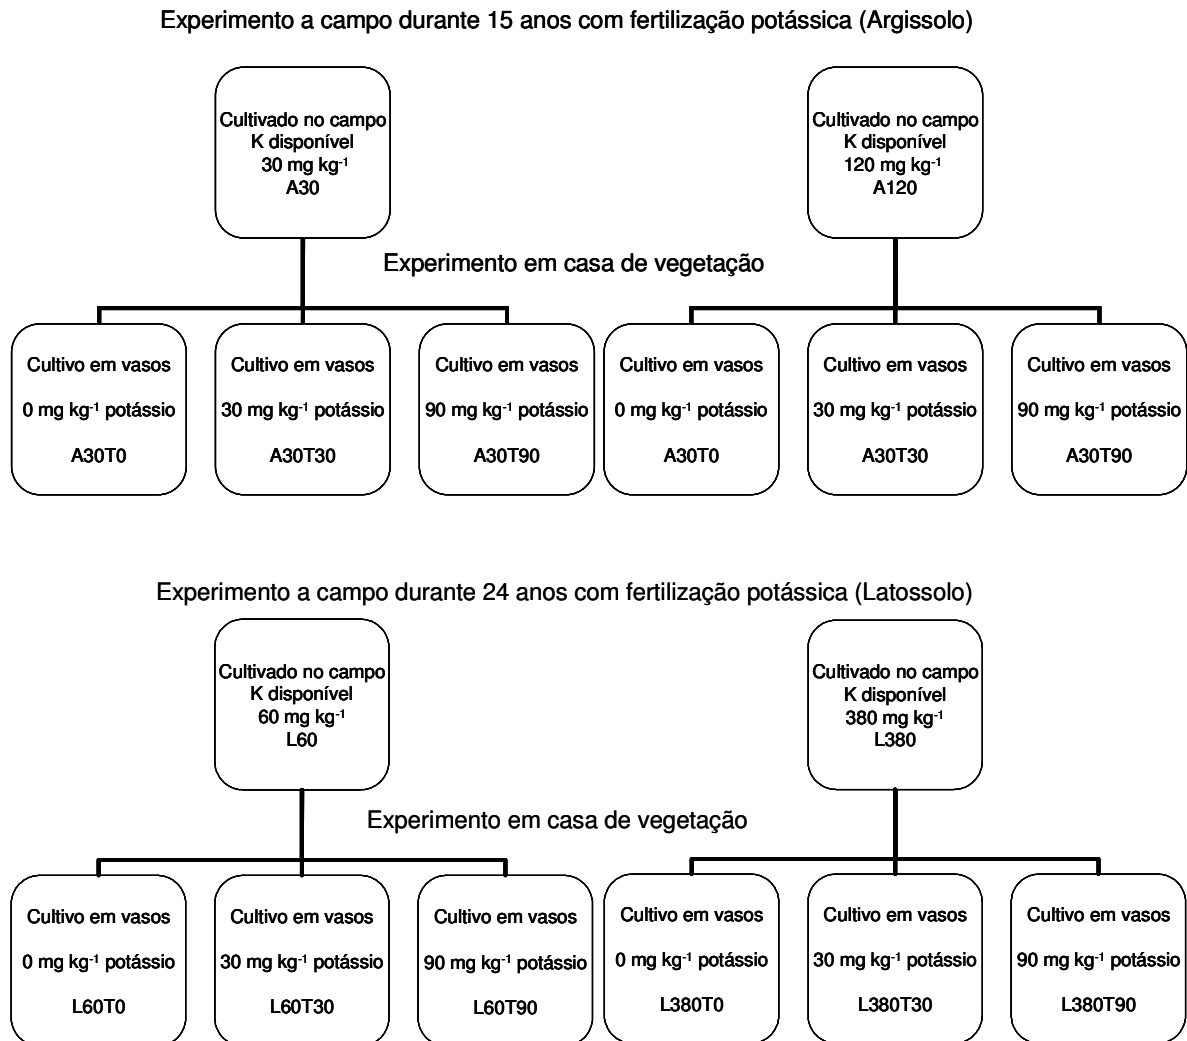 Experimento a campo durante 15 anos com fertilização potássica (Argissolo)
Cultivado no campo
K disponível
30 mg kg⁻¹
A30
Cultivado no campo
K disponível
120 mg kg⁻¹
A120
Experimento em casa de vegetação
Cultivo em vasos
0 mg kg⁻¹ potássio
A30T0
Cultivo em vasos
30 mg kg⁻¹ potássio
A30T30
Cultivo em vasos
90 mg kg⁻¹ potássio
A30T90
Cultivo em vasos
0 mg kg⁻¹ potássio
A30T0
Cultivo em vasos
30 mg kg⁻¹ potássio
A30T30
Cultivo em vasos
90 mg kg⁻¹ potássio
A30T90
Experimento a campo durante 24 anos com fertilização potássica (Latossolo)
Cultivado no campo
K disponível
60 mg kg⁻¹
L60
Cultivado no campo
K disponível
380 mg kg⁻¹
L380
Experimento em casa de vegetação
Cultivo em vasos
0 mg kg⁻¹ potássio
L60T0
Cultivo em vasos
30 mg kg⁻¹ potássio
L60T30
Cultivo em vasos
90 mg kg⁻¹ potássio
L60T90
Cultivo em vasos
0 mg kg⁻¹ potássio
L380T0
Cultivo em vasos
30 mg kg⁻¹ potássio
L380T30
Cultivo em vasos
90 mg kg⁻¹ potássio
L380T90